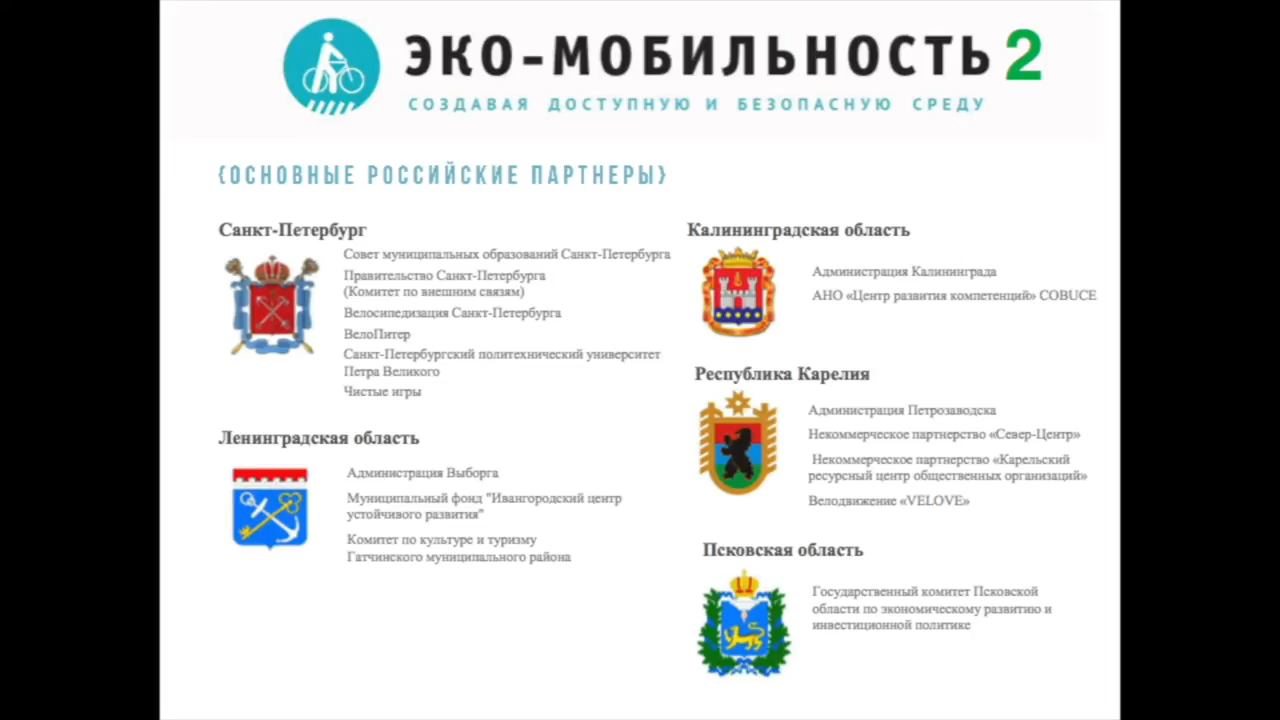 ЭКО-МОБИЛЬНОСТЬ 2
СОЗДАВАЯ ДОСТУПНУЮ И БЕЗОПАСНУЮ СРЕДУ
{ОСНОВНЫЕ РОССИЙСКИЕ ПАРТНЕРЫ}
Санкт-Петербург
Совет муниципальных образований Санкт-Петербурга
Правительство Санкт-Петербурга
(Комитет по внешним связям)
Велосипедизация Санкт-Петербурга
ВелоПитер
Санкт-Петербургский политехнический университет
Петра Великого
Чистые игры
Ленинградская область
Администрация Выборга
Муниципальный фонд "Ивангородский центр
устойчивого развития"
Комитет по культуре и туризму
Гатчинского муниципального района
Калининградская область
Администрация Калининграда
АНО «Центр развития компетенций» COBUCE
Республика Карелия
Администрация Петрозаводска
Некоммерческое партнерство «Север-Центр»
Некоммерческое партнерство «Карельский
ресурсный центр общественных организаций»
Велодвижение «VELOVE»
Псковская область
Государственный комитет Псковской
области по экономическому развитию и
инвестиционной политике